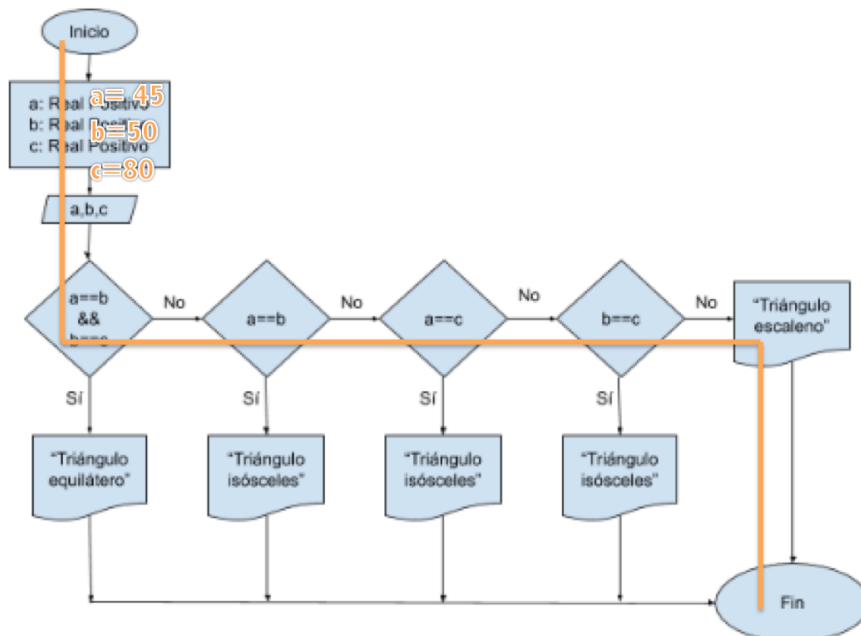 Inicio
a: Real Positivo
b: Real Positivo
c: Real Positivo
a= 45
b=50
c=80
a,b,c
a==b
&&
b==c
No
a==b
No
a==c
No
b==c
No
“Triángulo
escaleno”
Sí
Sí
Sí
Sí
“Triángulo
equilátero”
“Triángulo
isósceles”
“Triángulo
isósceles”
“Triángulo
isósceles”
Fin